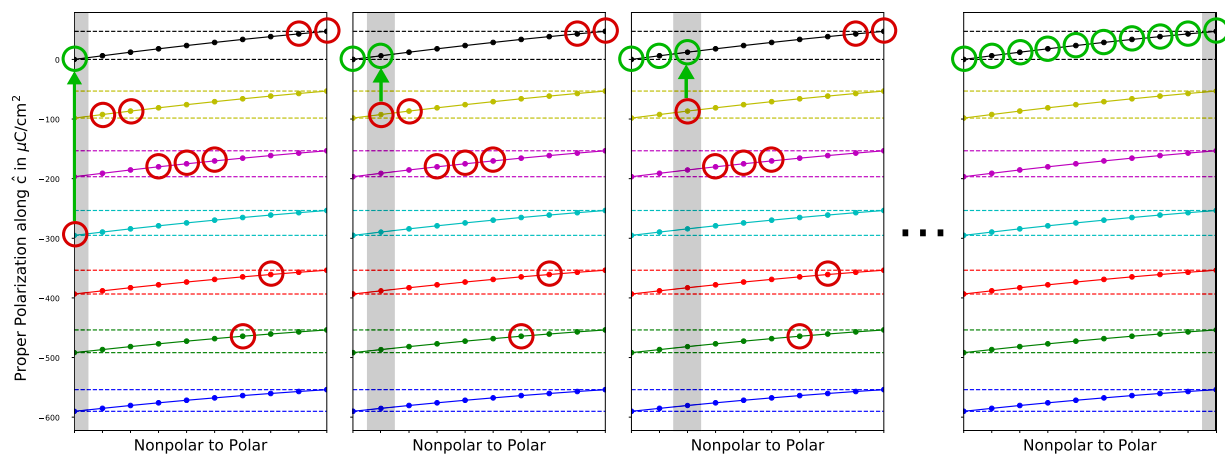 Proper Polarization along ĉ in μC/cm²
0
−100
−200
−300
−400
−500
−600
Nonpolar to Polar
Nonpolar to Polar
Nonpolar to Polar
...
Nonpolar to Polar